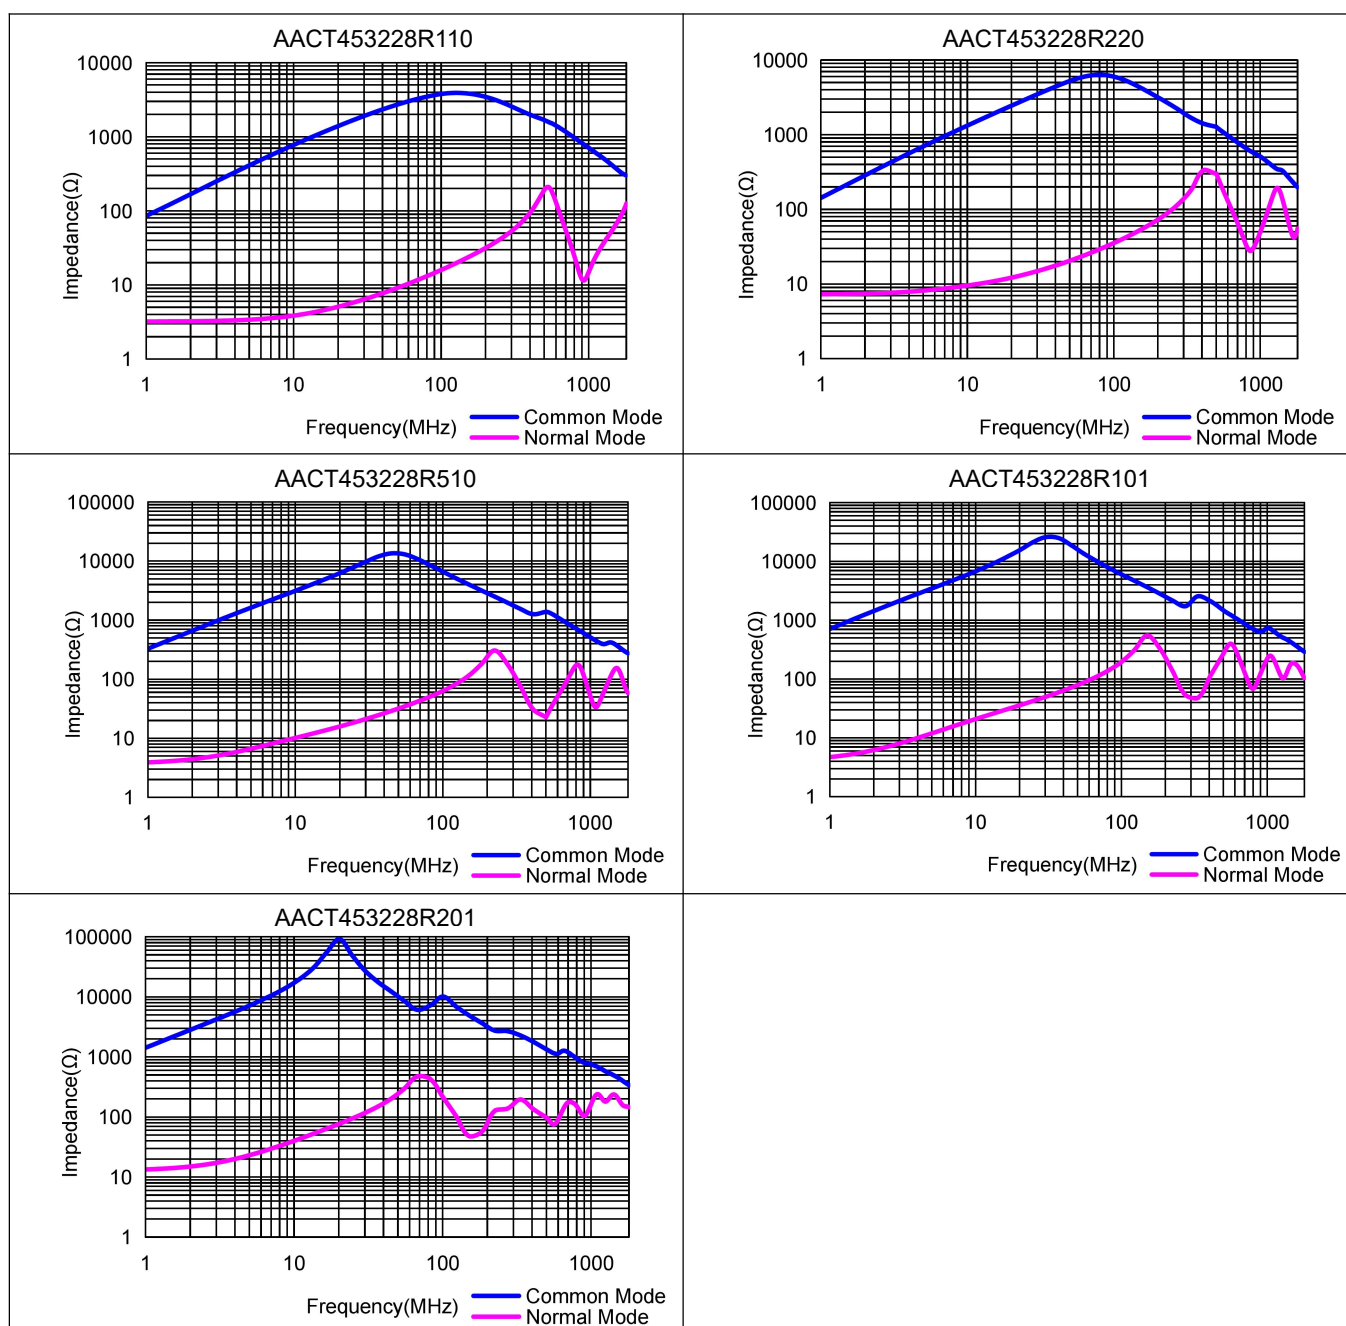 AACT453228R110
10000
1000
100
10
1
Impedance(Ω)
1 10 100 1000
Frequency(MHz)
Common Mode
Normal Mode
AACT453228R220
10000
1000
100
10
1
Impedance(Ω)
1 10 100 1000
Frequency(MHz)
Common Mode
Normal Mode
AACT453228R510
100000
10000
1000
100
10
1
Impedance(Ω)
1 10 100 1000
Frequency(MHz)
Common Mode
Normal Mode
AACT453228R101
100000
10000
1000
100
10
1
Impedance(Ω)
1 10 100 1000
Frequency(MHz)
Common Mode
Normal Mode
AACT453228R201
100000
10000
1000
100
10
1
Impedance(Ω)
1 10 100 1000
Frequency(MHz)
Common Mode
Normal Mode